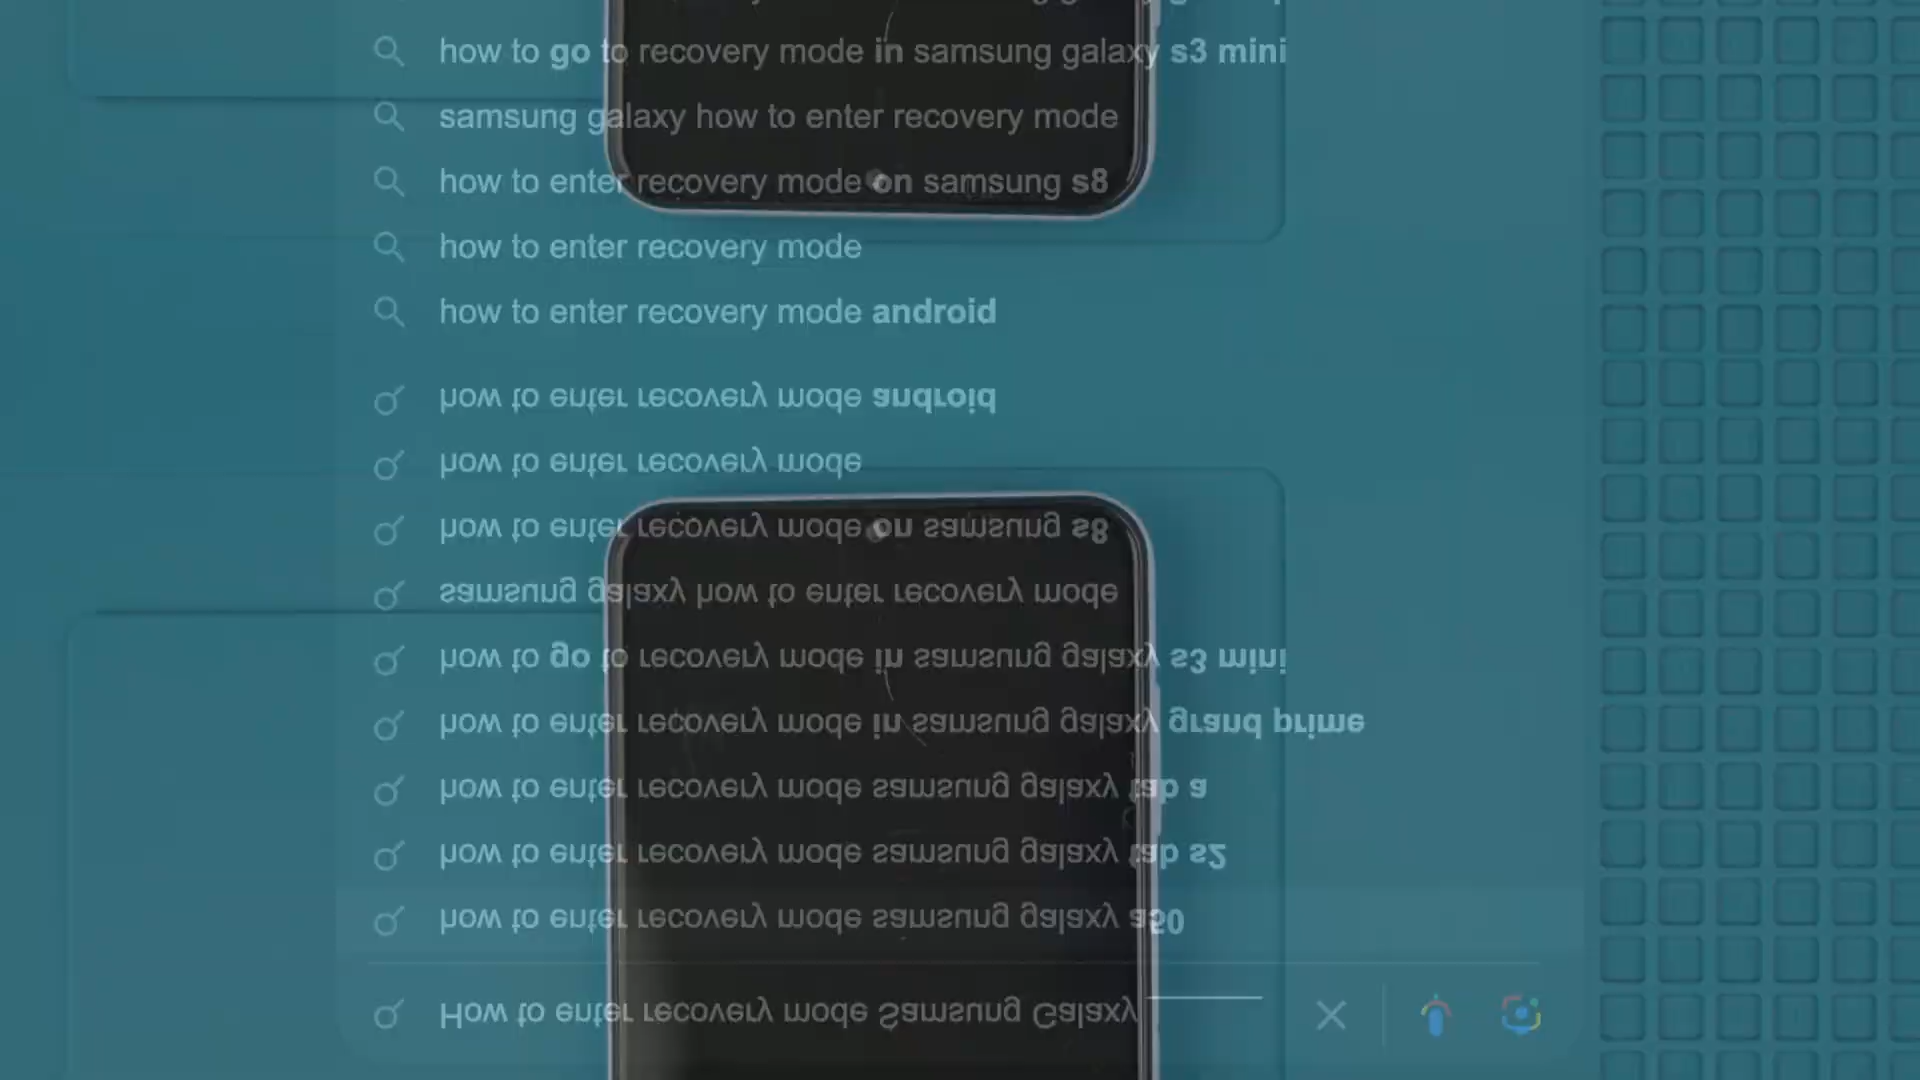 how to go to recovery mode in samsung galaxy s3 mini
samsung galaxy how to enter recovery mode
how to enter recovery mode on samsung s8
how to enter recovery mode
how to enter recovery mode android
how to enter recovery mode android
how to enter recovery mode
how to enter recovery mode on samsung s8
samsung galaxy how to enter recovery mode
how to go to recovery mode in samsung galaxy s3 mini
how to enter recovery mode in samsung galaxy grand prime
how to enter recovery mode samsung galaxy tab a
how to enter recovery mode samsung galaxy tab s2
how to enter recovery mode samsung galaxy a50
How to enter recovery mode Samsung Galaxy